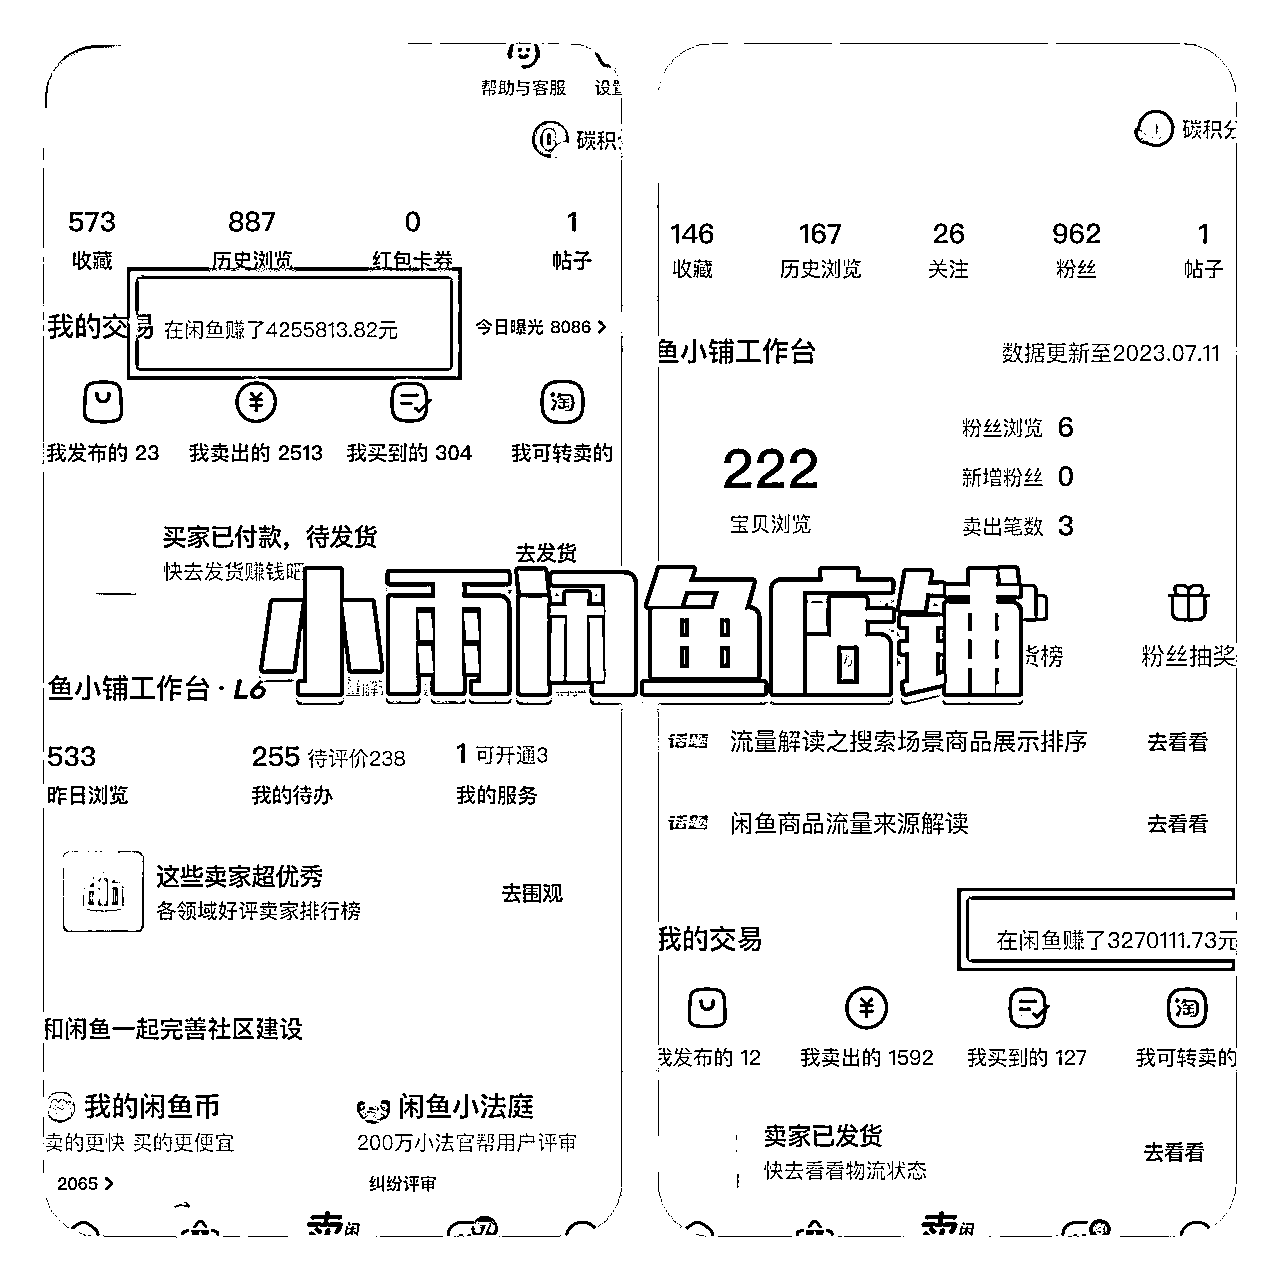 帮助与客服
573 887 0 1
收藏 历史浏览 红包卡券 帖子
我的交易 在闲鱼赚了4255813.82元 今日曝光 8086
淘
我发布的 23 我卖出的 2513 我买到的 304 我可转卖的
买家已付款，待发货
快去发货赚钱吧
去发货
鱼小铺工作台 · L6
533 255 待评价238 1 可开通3
昨日浏览 我的待办 我的服务
这些卖家超优秀
各领域好评卖家排行榜
去围观
和闲鱼一起完善社区建设
我的闲鱼币 闲鱼小法庭
卖的更快 买的更便宜 200万小法官帮用户评审
2065 纠纷评审
卖闲
小雨闲鱼店铺
碳积分
146 167 26 962 1
收藏 历史浏览 关注 粉丝 帖子
鱼小铺工作台 数据更新至2023.07.11
222
宝贝浏览
粉丝浏览 6
新增粉丝 0
卖出笔数 3
货榜 粉丝抽奖
话题 流量解读之搜索场景商品展示排序 去看看
话题 闲鱼商品流量来源解读 去看看
我的交易 在闲鱼赚了3270111.73元
淘
我发布的 12 我卖出的 1592 我买到的 127 我可转卖的
卖家已发货
快去看看物流状态
去看看
卖闲